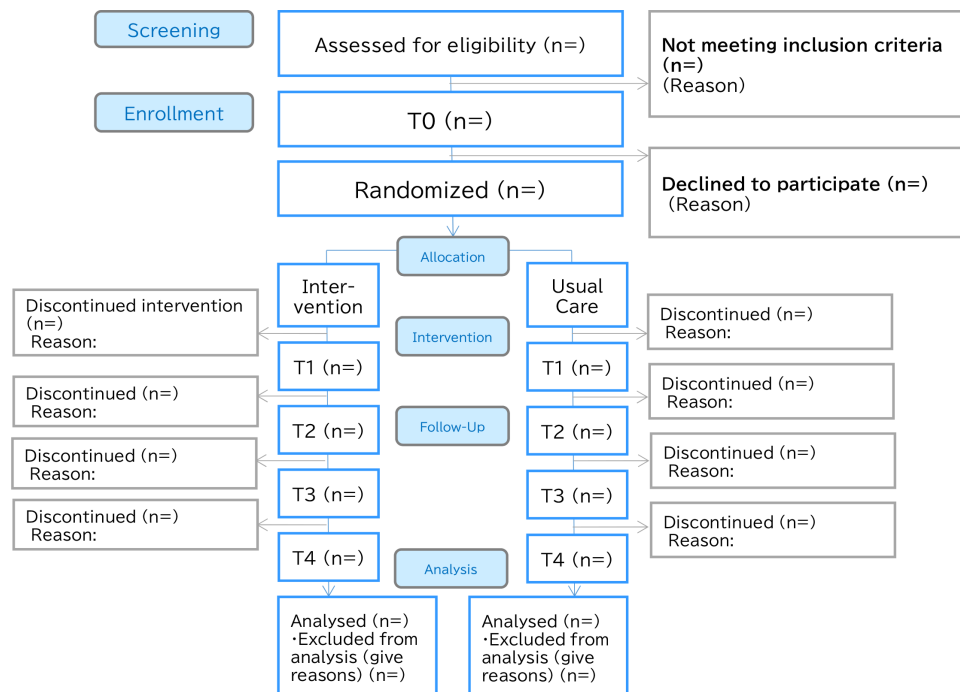 Screening
Assessed for eligibility (n=)
Not meeting inclusion criteria
(n=)
(Reason)
Enrollment
T0 (n=)
Randomized (n=)
Declined to participate (n=)
(Reason)
Allocation
Inter-
vention
Usual
Care
Discontinued intervention
(n=)
Reason:
Intervention
Discontinued (n=)
Reason:
T1 (n=)
T1 (n=)
Discontinued (n=)
Reason:
Discontinued (n=)
Reason:
T2 (n=)
Follow-Up
T2 (n=)
Discontinued (n=)
Reason:
Discontinued (n=)
Reason:
T3 (n=)
T3 (n=)
Discontinued (n=)
Reason:
Discontinued (n=)
Reason:
T4 (n=)
Analysis
T4 (n=)
Analysed (n=)
・Excluded from
analysis (give
reasons) (n=)
Analysed (n=)
・Excluded from
analysis (give
reasons) (n=)